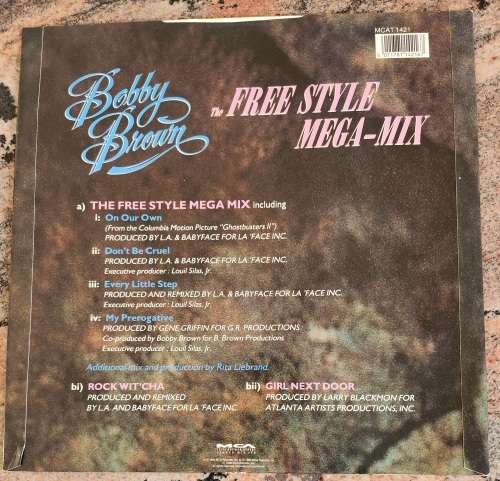 MCAT 1421
Bobby Brown
The FREE STYLE
MEGA-MIX
a) THE FREE STYLE MEGA MIX including
i: On Our Own
(From the Columbia Motion Picture "Ghostbusters II")
PRODUCED BY L.A. & BABYFACE FOR LA 'FACE INC.
ii: Don't Be Cruel
PRODUCED BY L.A. & BABYFACE FOR LA 'FACE INC.
Executive producer : Louil Silas, Jr.
iii: Every Little Step
PRODUCED AND REMIXED BY L.A. & BABYFACE FOR LA 'FACE INC.
Executive producer : Louil Silas, Jr
iv: My Prerogative
PRODUCED BY GENE GRIFFIN FOR G.R. PRODUCTIONS
Co-produced by Bobby Brown for B. Brown Productions
Executive producer : Louil Silas, Jr.
Additional mix and production by Rita Liebrand.
bi) ROCK WIT'CHA
PRODUCED AND REMIXED
BY L.A. AND BABYFACE FOR LA 'FACE INC.
bii) GIRL NEXT DOOR
PRODUCED BY LARRY BLACKMON FOR
ATLANTA ARTISTS PRODUCTIONS, INC.
MCA